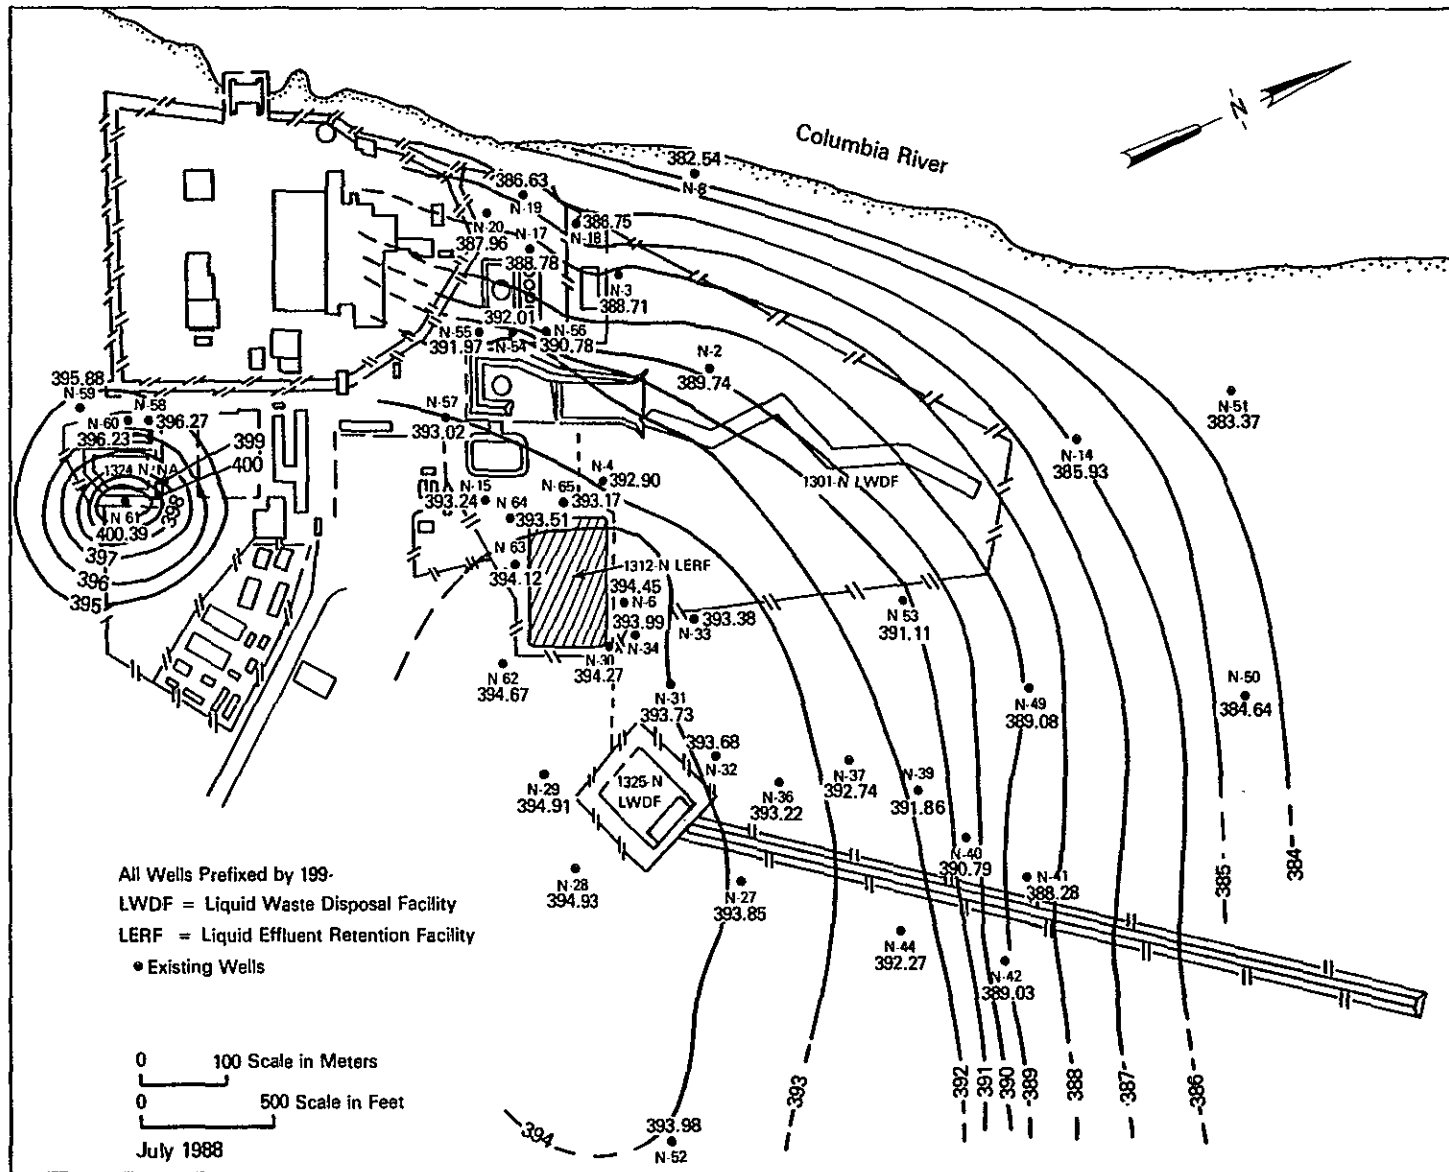 Columbia River
N
382.54
N-8
386.63
N-19
N-20
387.96
N-17
388.78
386.75
N-18
N-3
388.71
392.01
N-55
391.97
N-54
N-56
390.78
N-2
389.74
N-51
383.37
395.88
N-59
N-58
N-60
396.27
396.23
399
400
N-57
393.02
N-14
385.93
1324
NA
N 61
400.39
398
397
396
395
N-4
392.90
N-15
393.24
N-65
393.17
N 64
393.51
1301-N LWDF
N 63
394.12
1312-N LERF
394.45
N-6
393.99
N-34
N-33
393.38
N 53
391.11
N-30
394.27
N 62
394.67
N-31
393.73
N-49
389.08
N-50
384.64
393.68
N-32
N-29
394.91
1325-N
LWDF
N-36
393.22
N-37
392.74
N-39
391.86
N-40
390.79
N-41
388.28
N-28
394.93
N-27
393.85
N-44
392.27
N-42
389.03
385
384
All Wells Prefixed by 199-
LWDF = Liquid Waste Disposal Facility
LERF = Liquid Effluent Retention Facility
Existing Wells
0 100 Scale in Meters
0 500 Scale in Feet
July 1988
394
393.98
N-52
393
392
391
390
389
388
387
386